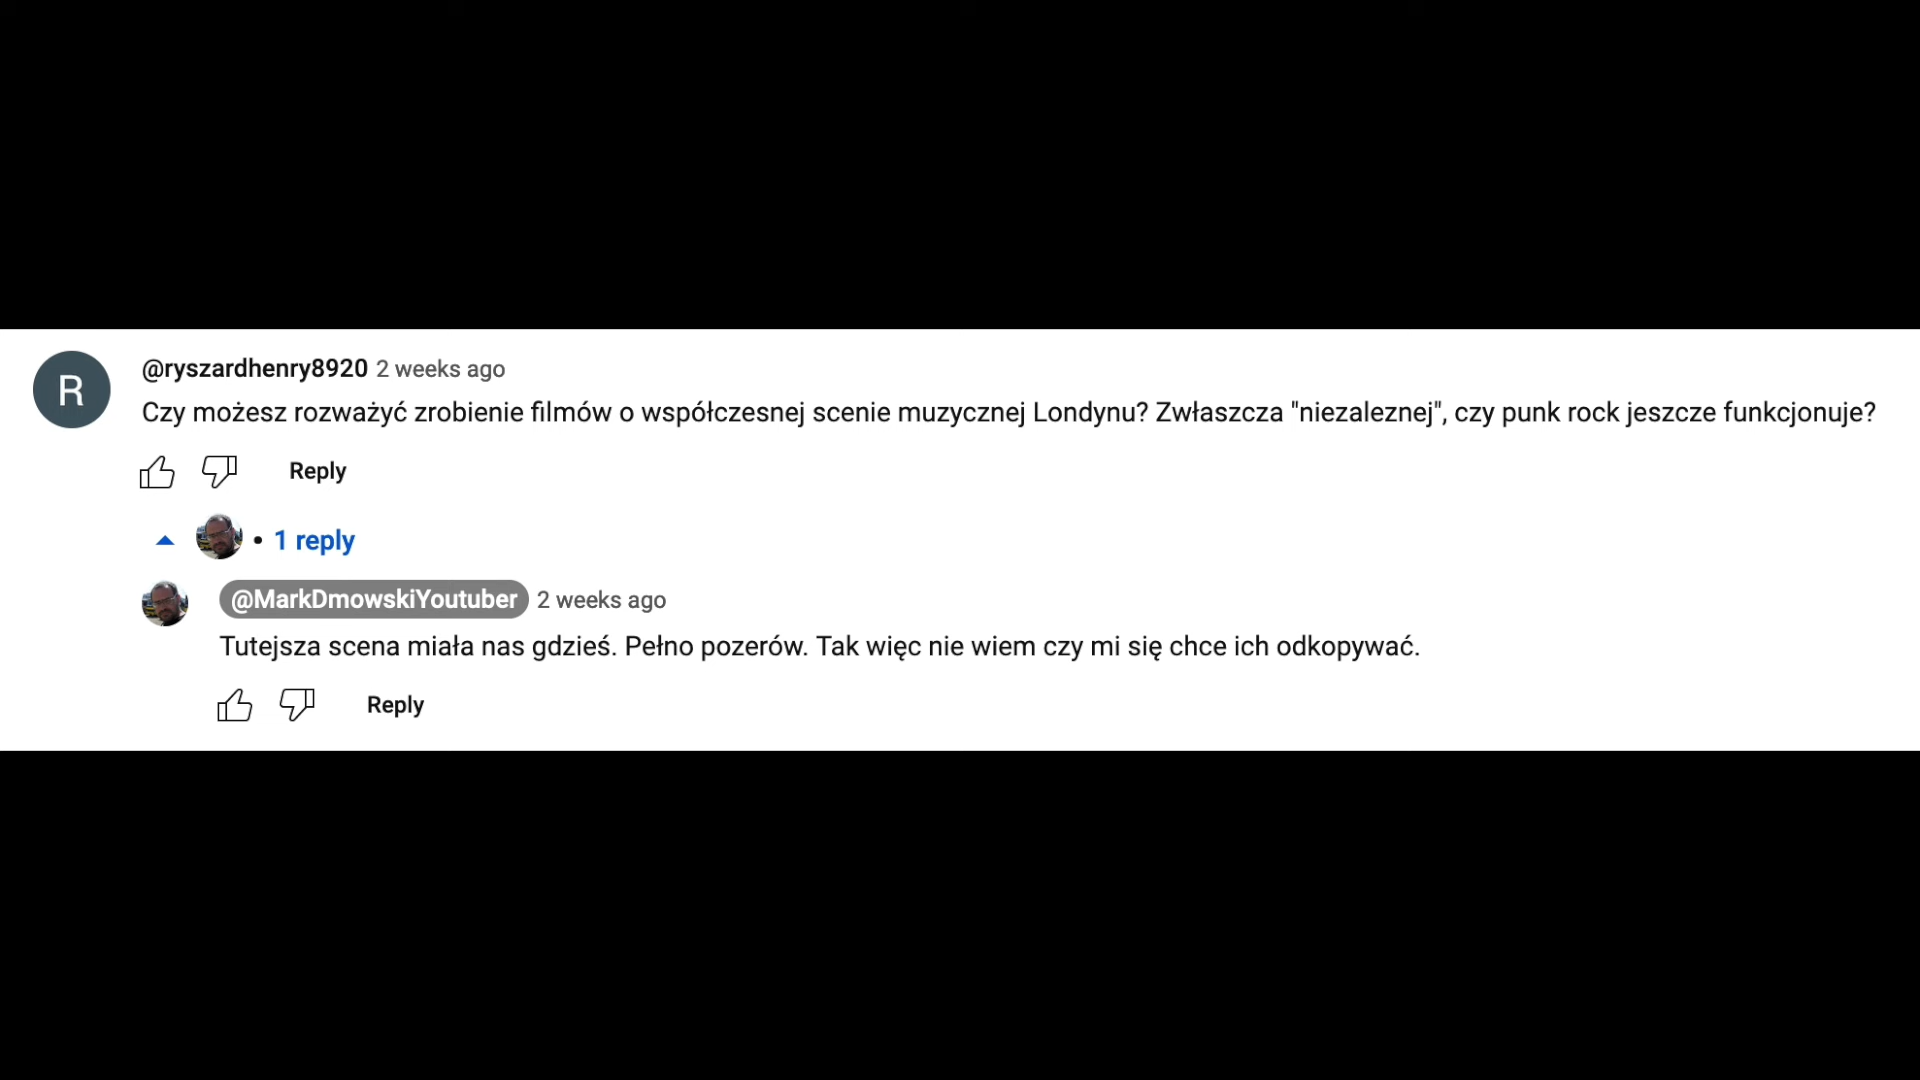 R
@ryszardhenry8920 2 weeks ago
Czy możesz rozważyć zrobienie filmów o współczesnej scenie muzycznej Londynu? Zwłaszcza "niezaleznej", czy punk rock jeszcze funkcjonuje?
Reply
• 1 reply
@MarkDmowskiYoutuber 2 weeks ago
Tutejsza scena miała nas gdzieś. Pełno pozerów. Tak więc nie wiem czy mi się chce ich odkopywać.
Reply